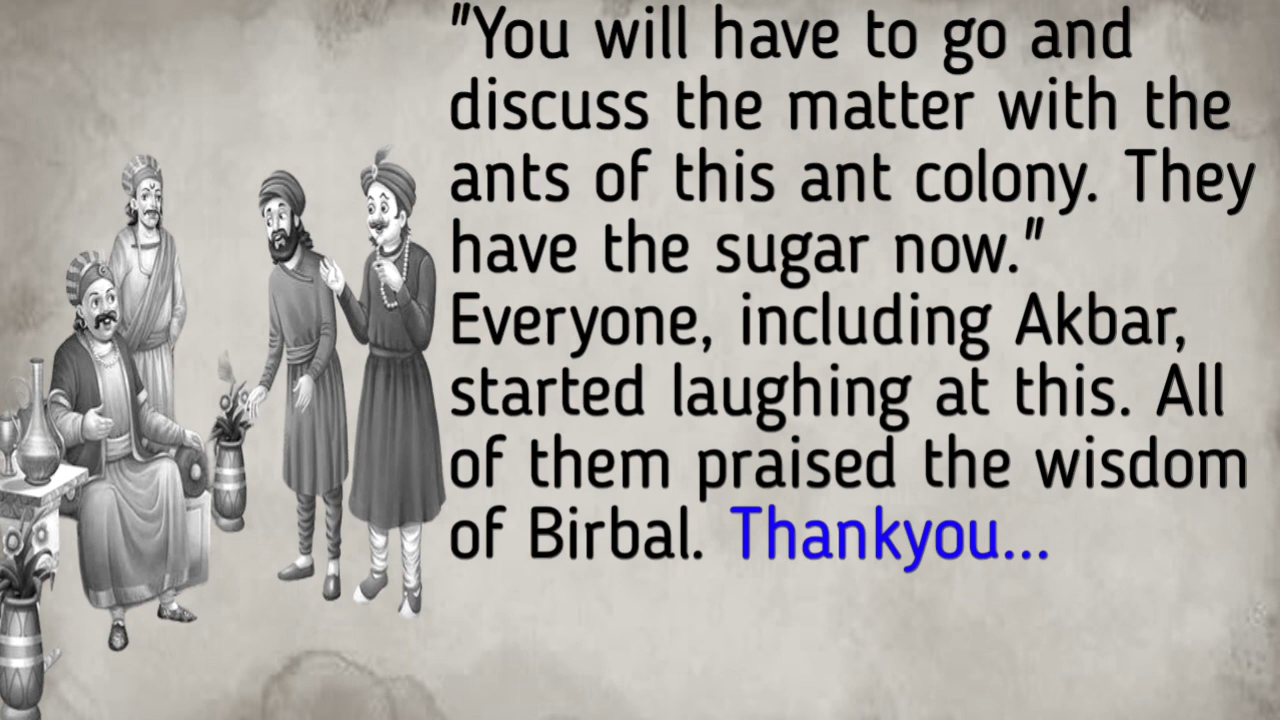 "You will have to go and
discuss the matter with the
ants of this ant colony. They
have the sugar now."
Everyone, including Akbar,
started laughing at this. All
of them praised the wisdom
of Birbal. Thankyou...